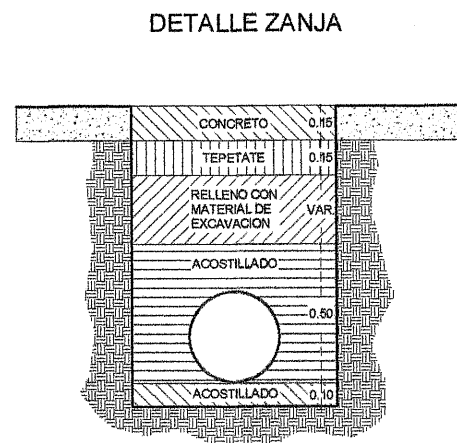 DETALLE ZANJA
CONCRETO 0.15
TEPETATE 0.15
RELLENO CON
MATERIAL DE VAR.
EXCAVACION
ACOSTILLADO
0.50
ACOSTILLADO 0.10